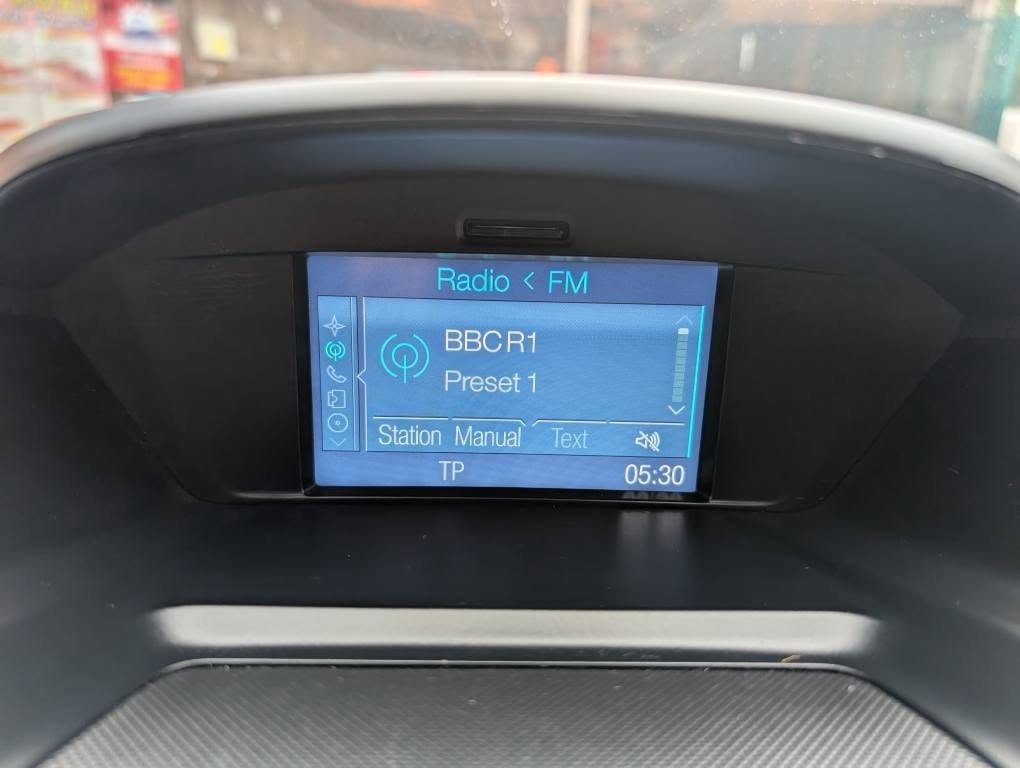 Radio < FM
BBC R1
Preset 1
Station Manual Text
TP 05:30